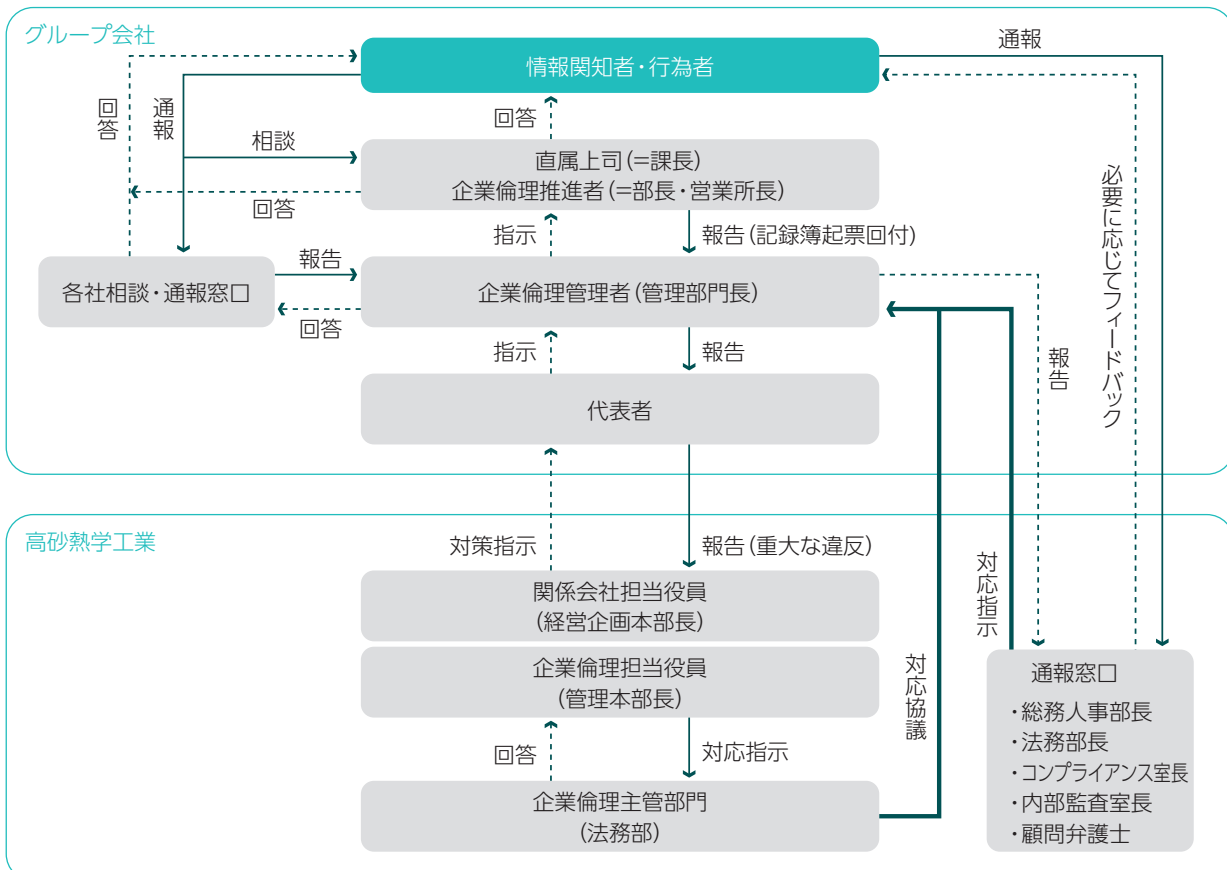 グループ会社
情報関知者・行為者
通報
回答
通報
相談
回答
直属上司(=課長)
企業倫理推進者(=部長・営業所長)
回答
指示
報告(記録簿起票回付)
各社相談・通報窓口
報告
回答
企業倫理管理者(管理部門長)
指示
報告
代表者
報告
必要に応じてフィードバック
高砂熱学工業
対策指示
報告(重大な違反)
関係会社担当役員
(経営企画本部長)
企業倫理担当役員
(管理本部長)
回答
対応指示
企業倫理主管部門
(法務部)
対応協議
対応指示
通報窓口
・総務人事部長
・法務部長
・コンプライアンス室長
・内部監査室長
・顧問弁護士